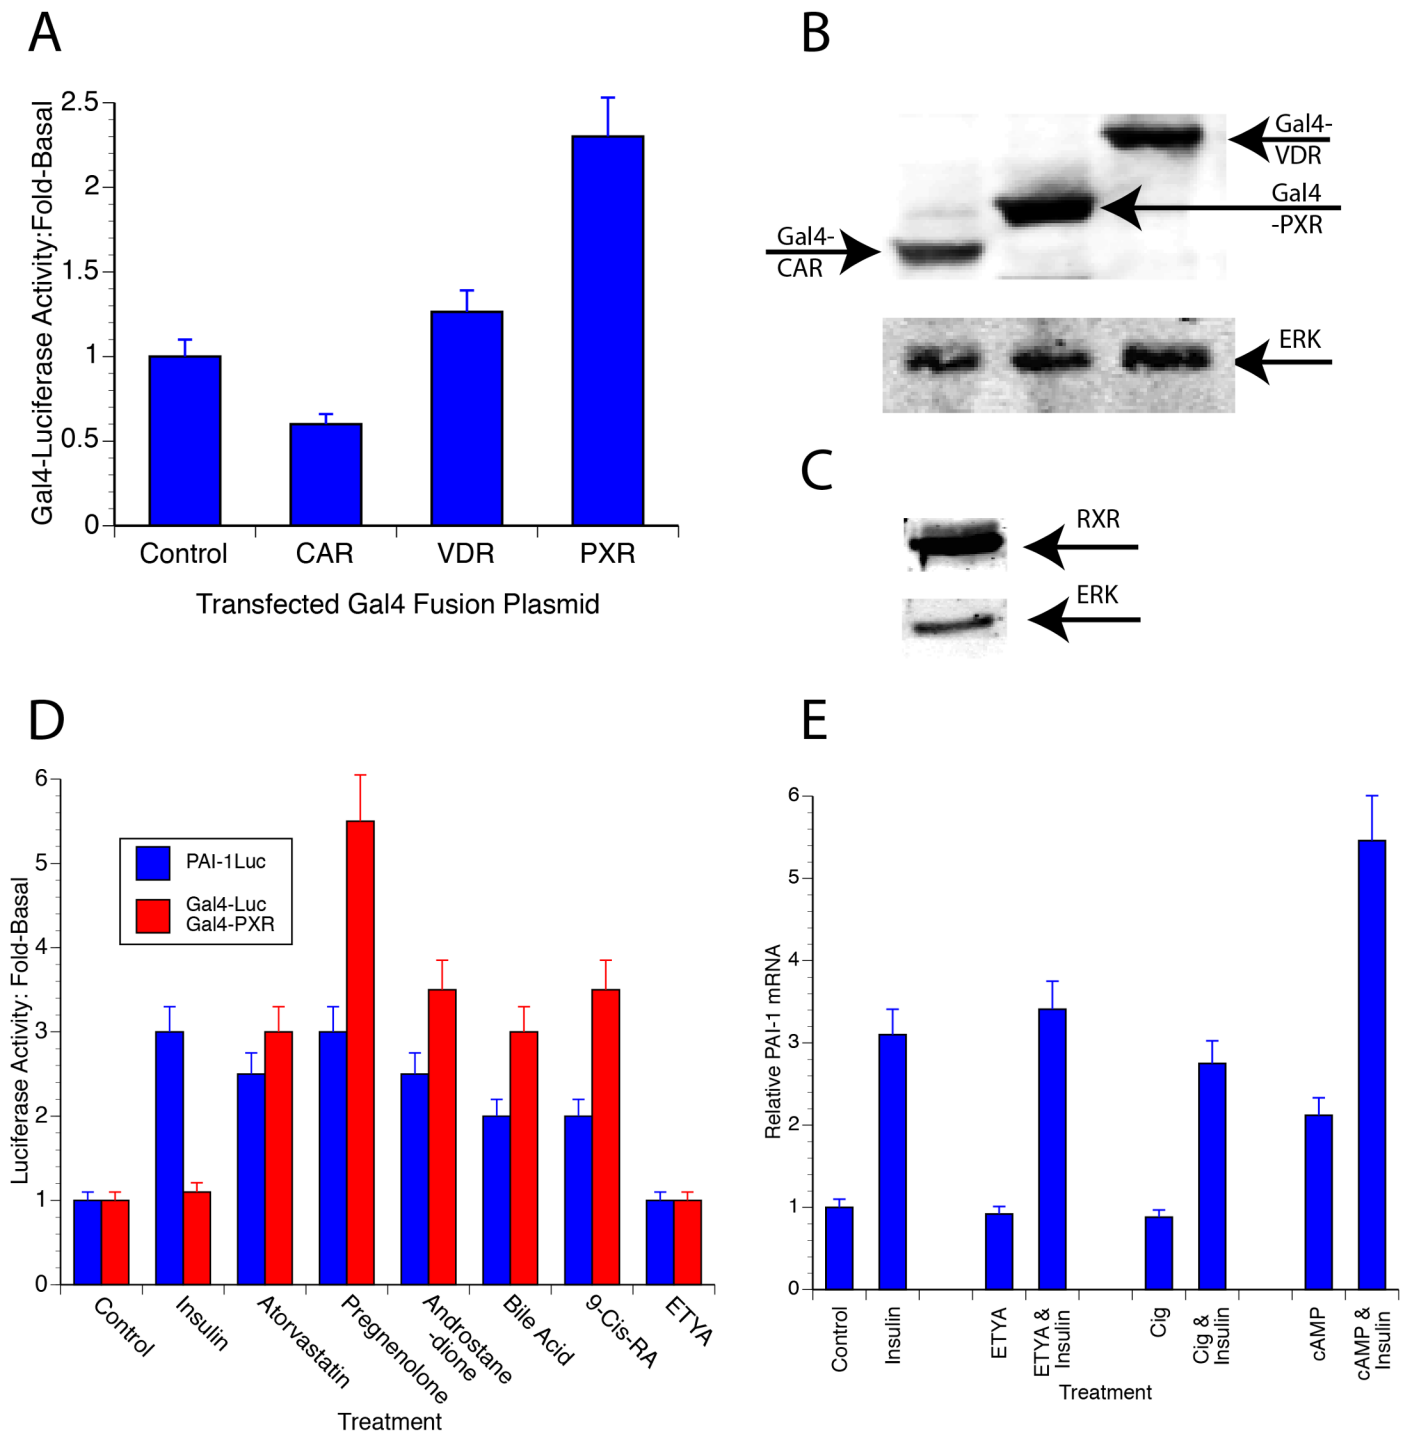 A
Gal4-Luciferase Activity:Fold-Basal
2.5
2
1.5
1
0.5
0
Control CAR VDR PXR
Transfected Gal4 Fusion Plasmid
B
Gal4-
VDR
Gal4
-PXR
Gal4-
CAR
ERK
C
RXR
ERK
D
Luciferase Activity: Fold-Basal
6
5
4
3
2
1
0
PAI-1Luc
Gal4-Luc
Gal4-PXR
Control
Insulin
Atorvastatin
Pregnenolone
Androstane
-dione
Bile Acid
9-Cis-RA
ETYA
Treatment
E
Relative PAI-1 mRNA
6
5
4
3
2
1
0
Control
Insulin
ETYA
ETYA &
Insulin
Cig
Cig &
Insulin
cAMP
cAMP &
Insulin
Treatment